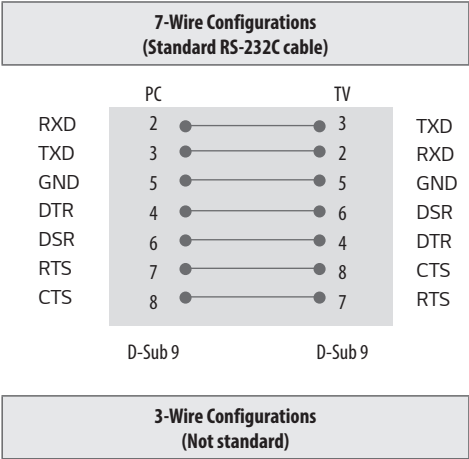 7-Wire Configurations
(Standard RS-232C cable)
PC TV
RXD 2 3 TXD
TXD 3 2 RXD
GND 5 5 GND
DTR 4 6 DSR
DSR 6 4 DTR
RTS 7 8 CTS
CTS 8 7 RTS
D-Sub 9 D-Sub 9
3-Wire Configurations
(Not standard)